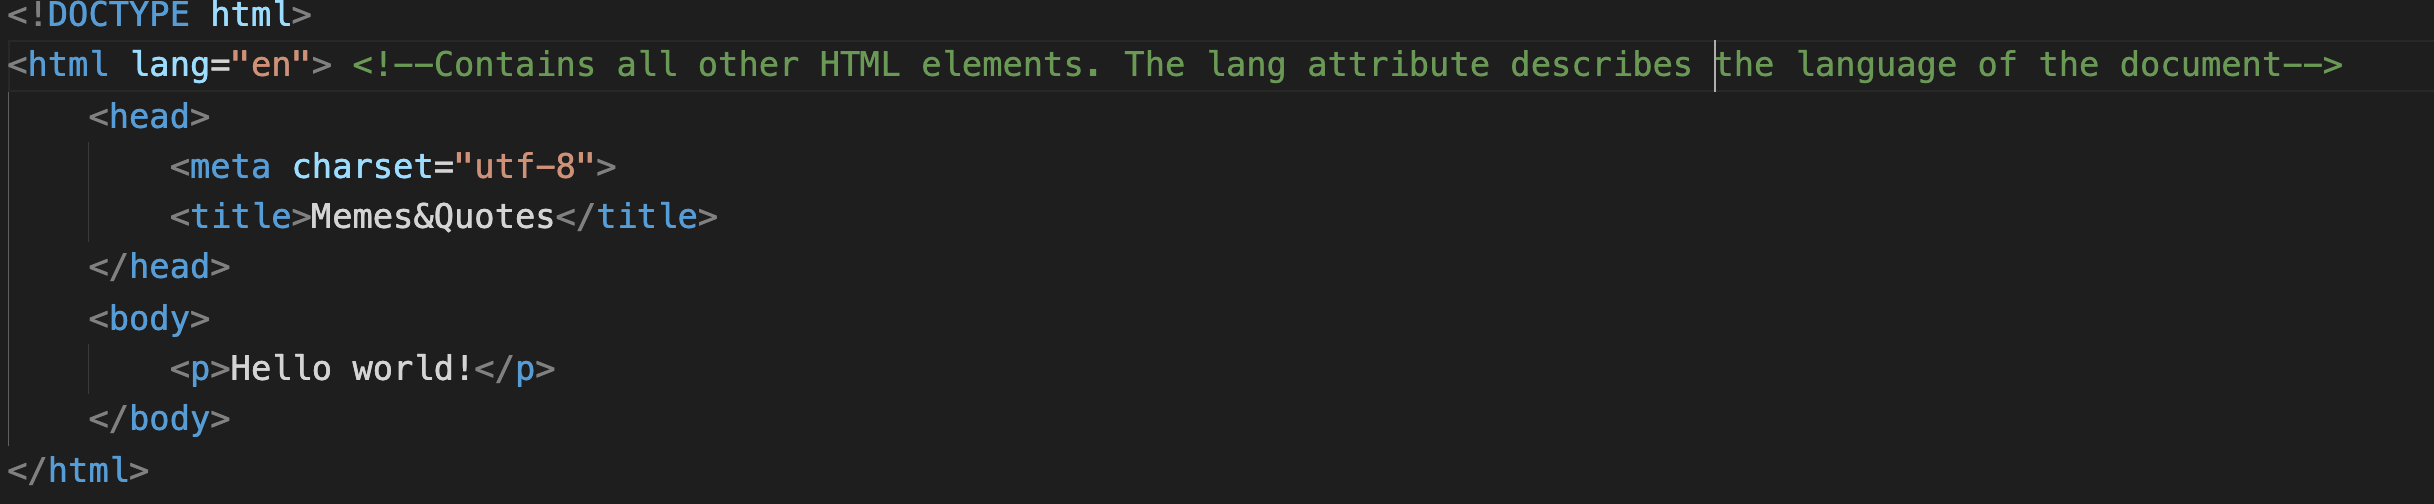 <!DOCTYPE html>
<html lang="en"> <!--Contains all other HTML elements. The lang attribute describes the language of the document-->
<head>
<meta charset="utf-8">
<title>Memes&Quotes</title>
</head>
<body>
<p>Hello world!</p>
</body>
</html>